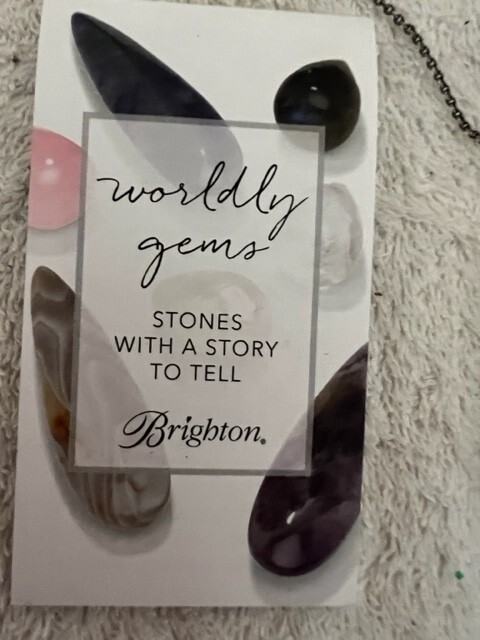 worldly
gems
STONES
WITH A STORY
TO TELL
Brighton®